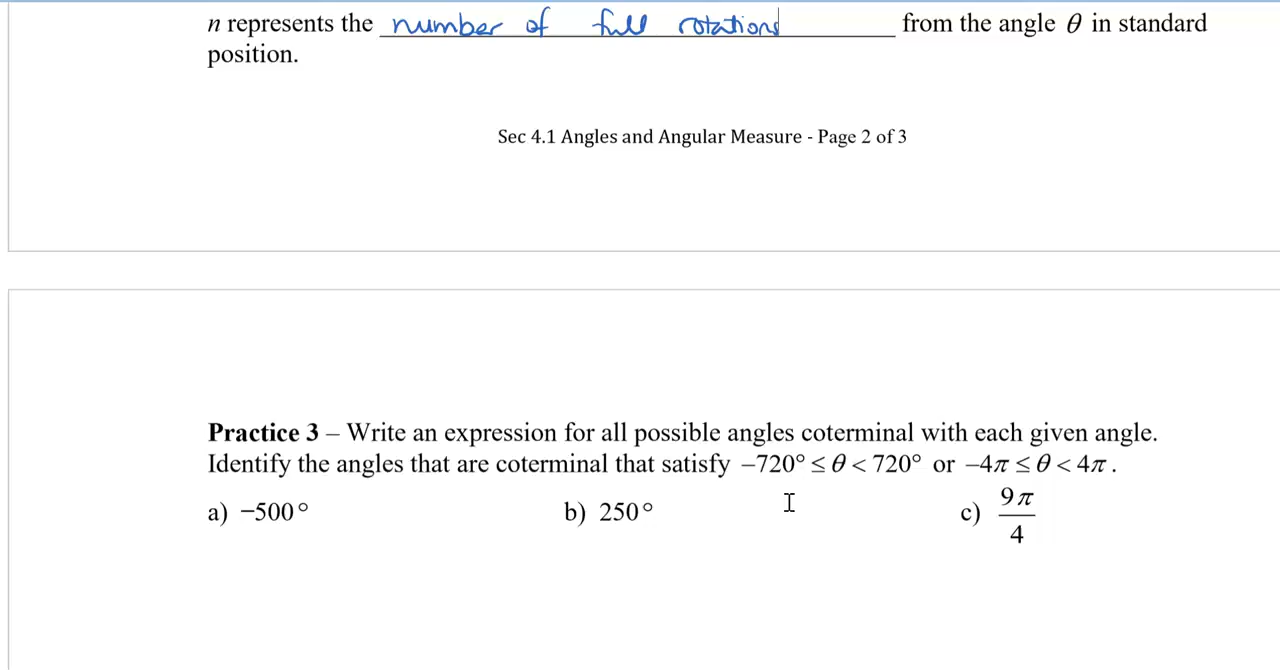 n represents the number of full rotations from the angle θ in standard
position.
Sec 4.1 Angles and Angular Measure - Page 2 of 3
Practice 3 – Write an expression for all possible angles coterminal with each given angle.
Identify the angles that are coterminal that satisfy −720° ≤ θ < 720° or −4π ≤ θ < 4π.
a) −500° b) 250° c) 9π/4